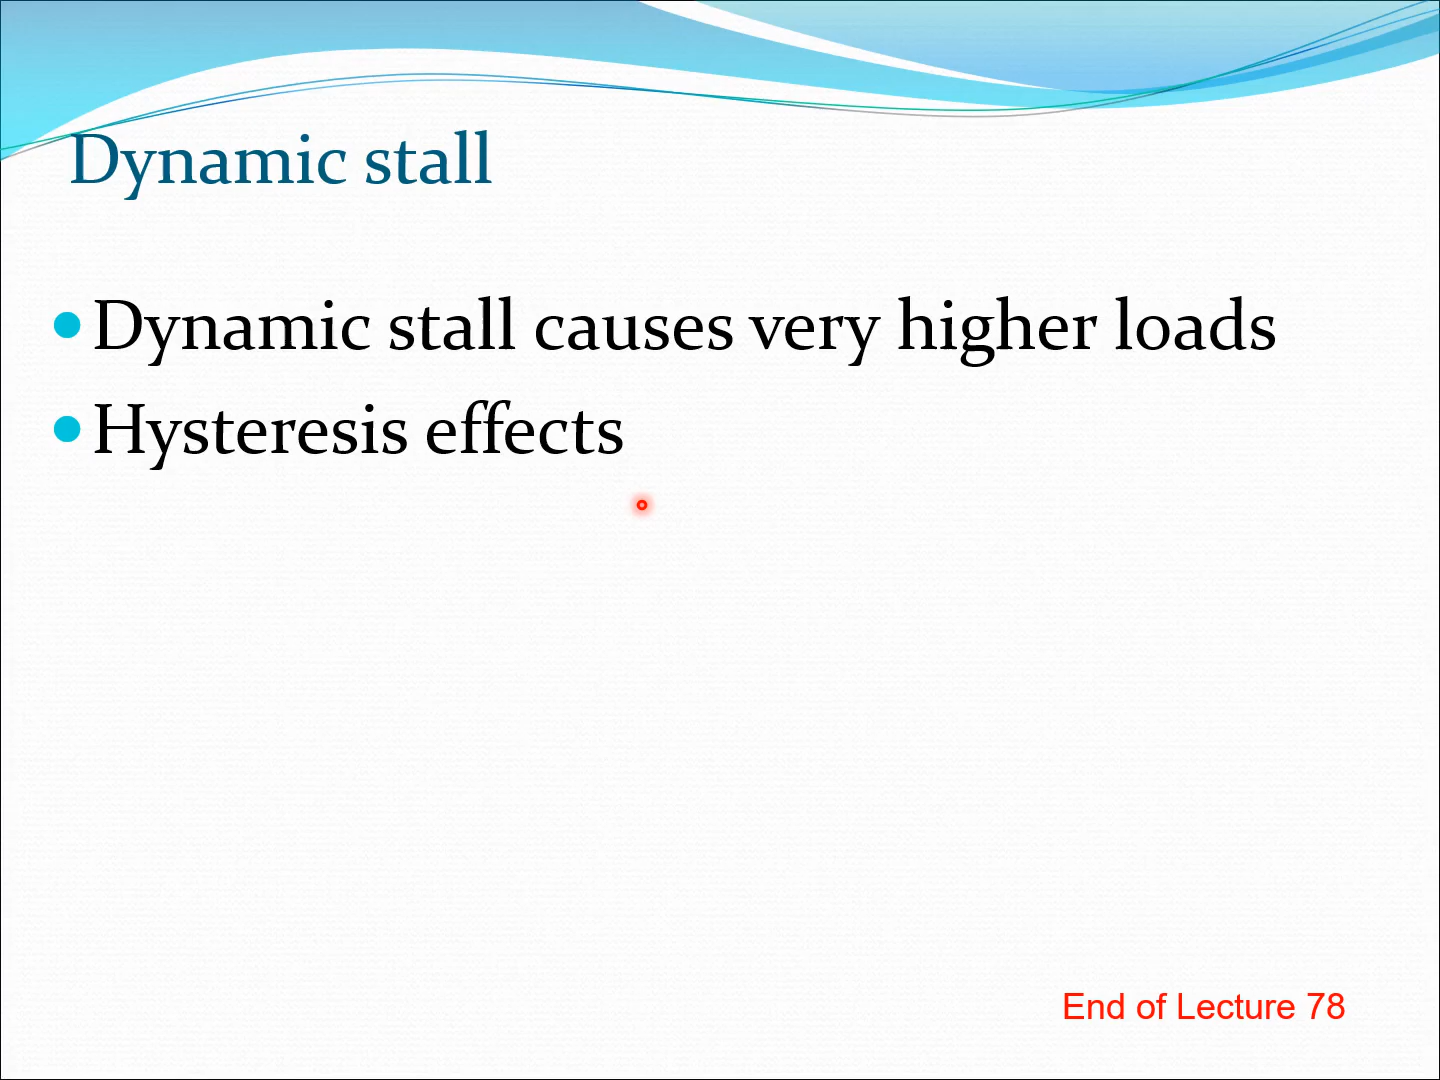 Dynamic stall
Dynamic stall causes very higher loads
Hysteresis effects
End of Lecture 78